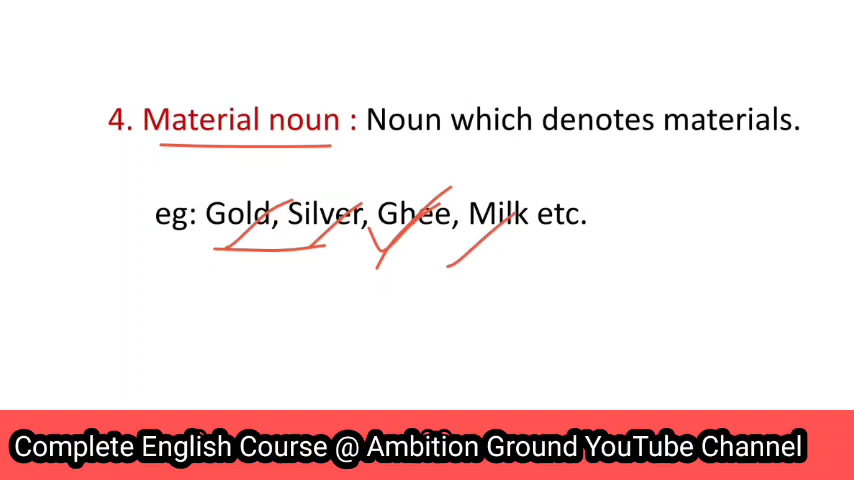 4. Material noun : Noun which denotes materials.
eg: Gold, Silver, Ghee, Milk etc.
Complete English Course @ Ambition Ground YouTube Channel